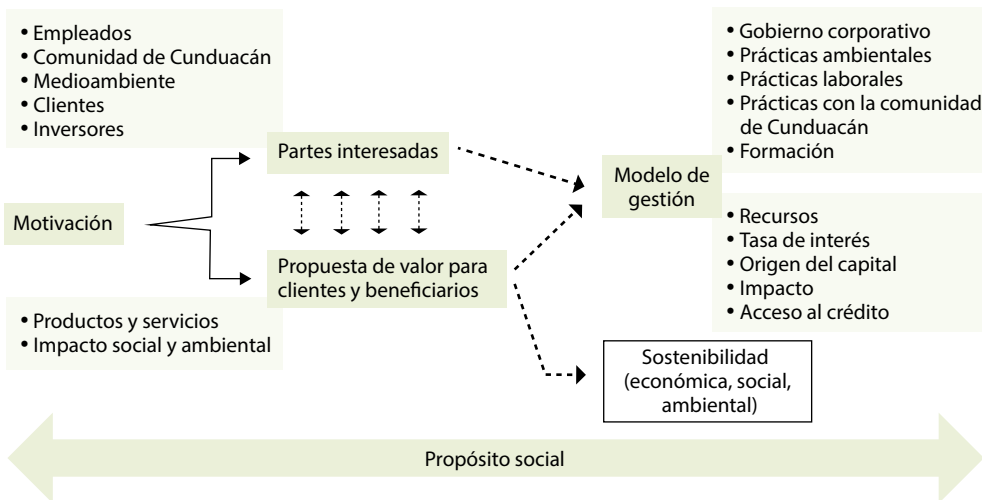 • Empleados
• Comunidad de Cunduacán
• Medioambiente
• Clientes
• Inversores
Motivación
• Productos y servicios
• Impacto social y ambiental
Partes interesadas
Propuesta de valor para
clientes y beneficiarios
Modelo de
gestión
• Gobierno corporativo
• Prácticas ambientales
• Prácticas laborales
• Prácticas con la comunidad
de Cunduacán
• Formación
• Recursos
• Tasa de interés
• Origen del capital
• Impacto
• Acceso al crédito
Sostenibilidad
(económica, social,
ambiental)
Propósito social